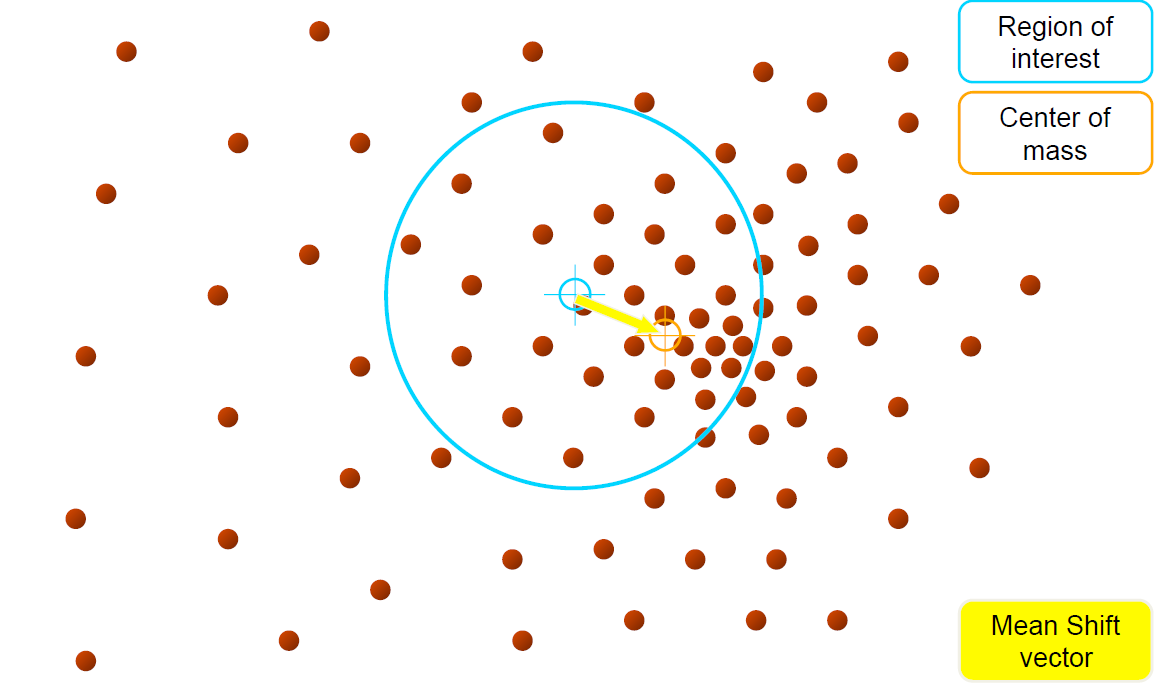 Region of
interest
Center of
mass
Mean Shift
vector